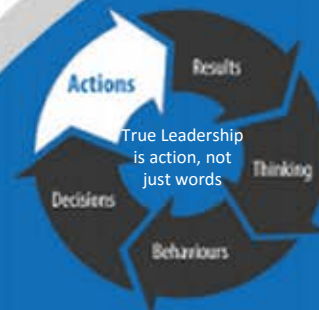 Results
Actions
True Leadership
is action, not
just words
Thinking
Decisions
Behaviours